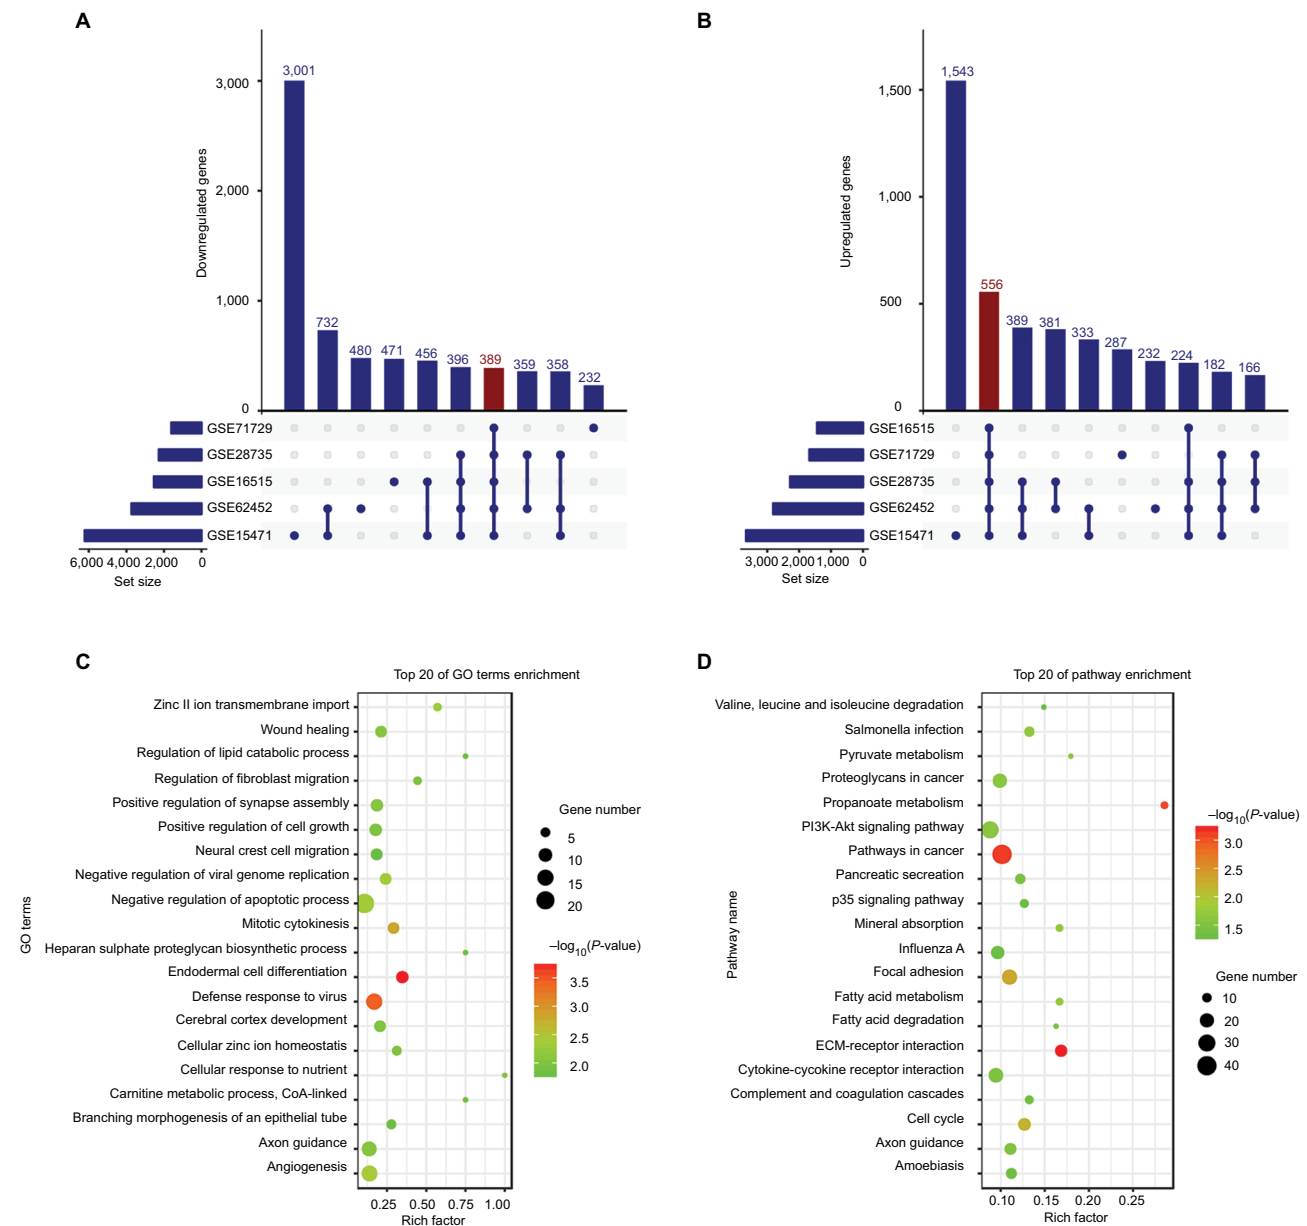 A
Downregulated genes
3,000
2,000
1,000
0
3,001
732
480
471
456
396
389
359
358
232
GSE71729
GSE28735
GSE16515
GSE62452
GSE15471
6,000 4,000 2,000 0
Set size
B
Upregulated genes
1,500
1,000
500
0
1,543
556
389
381
333
287
232
224
182
166
GSE16515
GSE71729
GSE28735
GSE62452
GSE15471
3,000 2,000 1,000 0
Set size
C
Top 20 of GO terms enrichment
GO terms
Zinc II ion transmembrane import
Wound healing
Regulation of lipid catabolic process
Regulation of fibroblast migration
Positive regulation of synapse assembly
Positive regulation of cell growth
Neural crest cell migration
Negative regulation of viral genome replication
Negative regulation of apoptotic process
Mitotic cytokinesis
Heparan sulphate proteglycan biosynthetic process
Endodermal cell differentiation
Defense response to virus
Cerebral cortex development
Cellular zinc ion homeostatis
Cellular response to nutrient
Carnitine metabolic process, CoA-linked
Branching morphogenesis of an epithelial tube
Axon guidance
Angiogenesis
0.25 0.50 0.75 1.00
Rich factor
Gene number
5
10
15
20
–log10(P-value)
3.5
3.0
2.5
2.0
D
Top 20 of pathway enrichment
Pathway name
Valine, leucine and isoleucine degradation
Salmonella infection
Pyruvate metabolism
Proteoglycans in cancer
Propanoate metabolism
PI3K-Akt signaling pathway
Pathways in cancer
Pancreatic secretion
p35 signaling pathway
Mineral absorption
Influenza A
Focal adhesion
Fatty acid metabolism
Fatty acid degradation
ECM-receptor interaction
Cytokine-cycokine receptor interaction
Complement and coagulation cascades
Cell cycle
Axon guidance
Amoebiasis
0.10 0.15 0.20 0.25
Rich factor
–log10(P-value)
3.0
2.5
2.0
1.5
Gene number
10
20
30
40